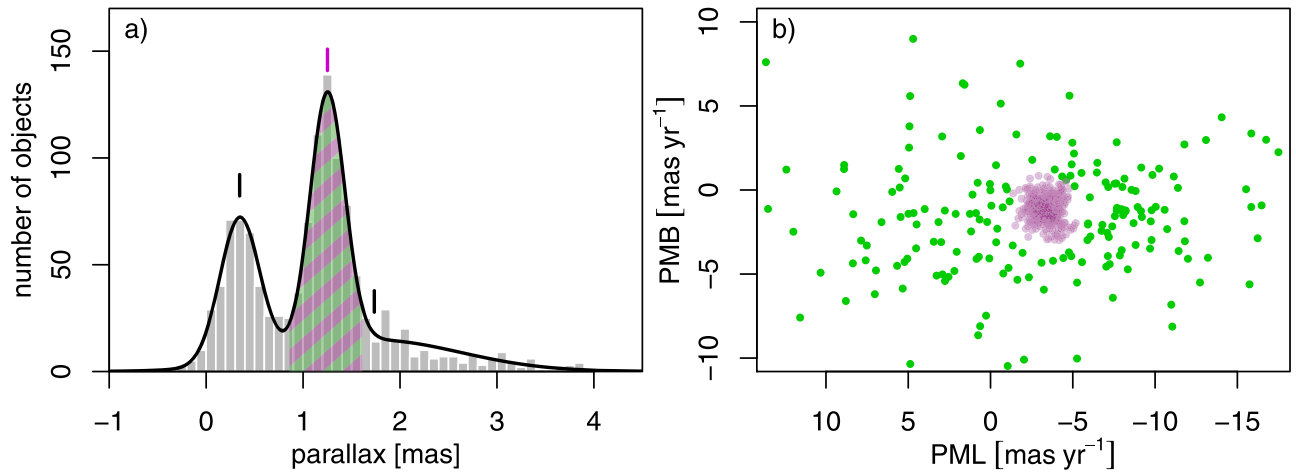 a)
number of objects
150
100
50
0
−1 0 1 2 3 4
parallax [mas]
b)
PMB [mas yr⁻¹]
10
5
0
−5
−10
10 5 0 −5 −10 −15
PML [mas yr⁻¹]